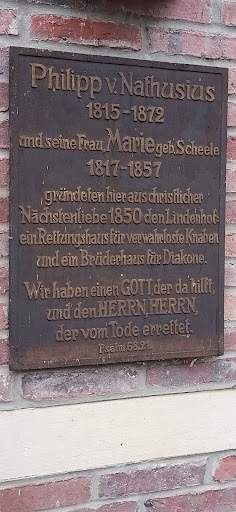 Philipp v. Nathusius
1815-1872
und seine Frau, Marie geb. Scheele
1817-1857
gründeten hier aus christlicher
Nächstenliebe 1850 den Lindenhof:
ein Rettungshaus für verwahrloste Knaben
und ein Brüderhaus für Diakone.
Wir haben einen GOTT, der da hilft,
und den HERRN, HERRN,
der vom Tode errettet.
Psalm 68.21.